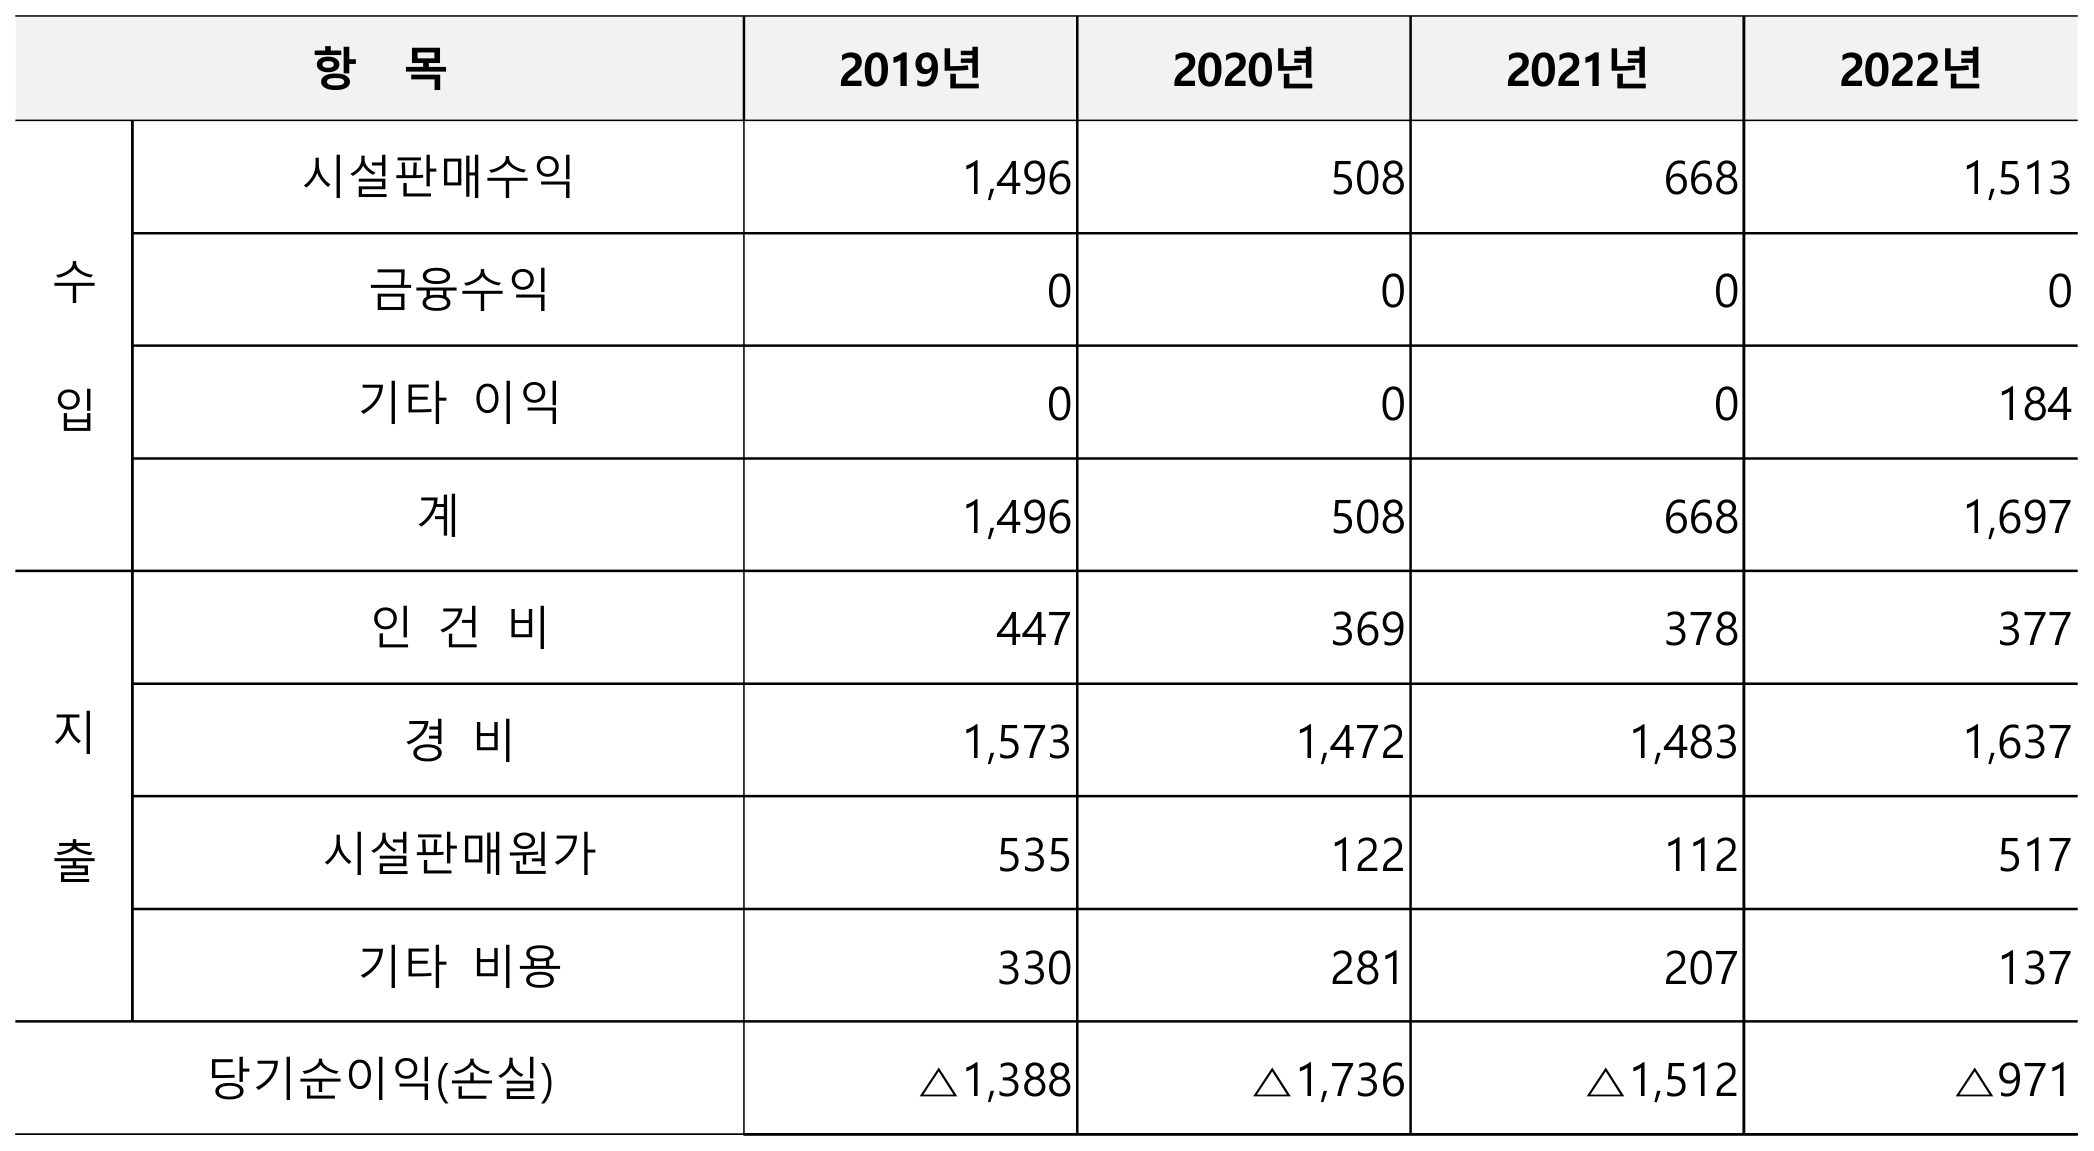 항 목 2019년 2020년 2021년 2022년
수입 시설판매수익 1,496 508 668 1,513
금융수익 0 0 0 0
기타 이익 0 0 0 184
계 1,496 508 668 1,697
지출 인 건 비 447 369 378 377
경 비 1,573 1,472 1,483 1,637
시설판매원가 535 122 112 517
기타 비용 330 281 207 137
당기순이익(손실) △1,388 △1,736 △1,512 △971